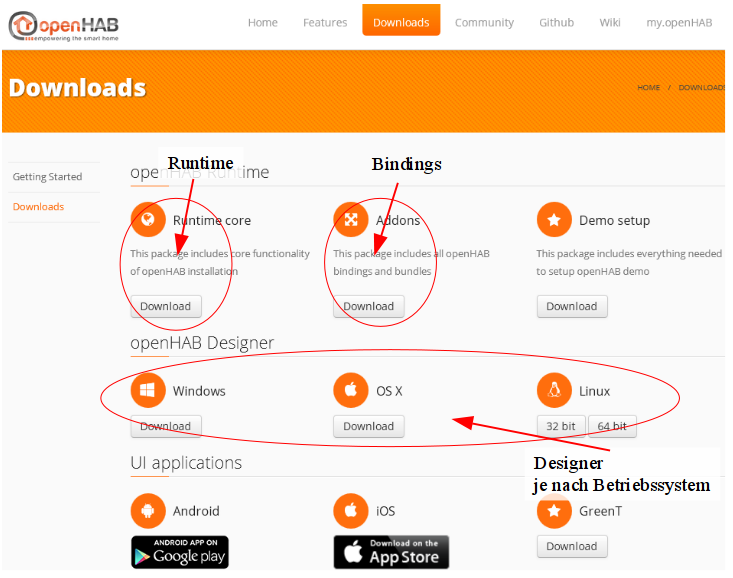 openHAB
empowering the smart home
Home Features Downloads Community Github Wiki my.openHAB
Downloads
HOME / DOWNLOADS
Getting Started
Downloads
Runtime
Bindings
openHAB Runtime
Runtime core
This package includes core functionality
of openHAB installation
Download
Addons
This package includes all openHAB
bindings and bundles
Download
Demo setup
This package includes everything needed
to setup openHAB demo
Download
openHAB Designer
Windows
Download
OS X
Download
Linux
32 bit 64 bit
Designer
je nach Betriebssystem
UI applications
Android
ANDROID APP ON
Google play
iOS
Download on the
App Store
GreenT
Download